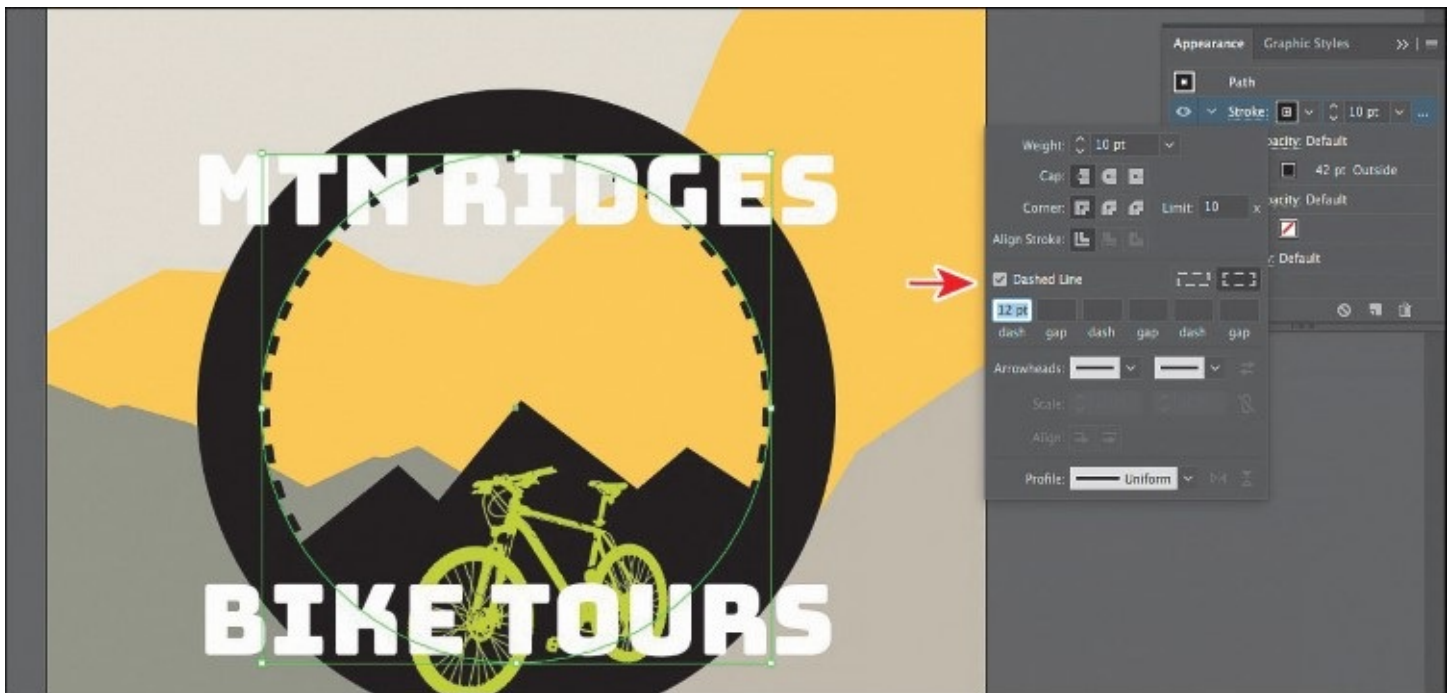 Appearance Graphic Styles
Path
Stroke: 10 pt ...
Weight: 10 pt
acity: Default
Cap:
42 pt Outside
Corner: Limit: 10 x
acity: Default
Align Stroke:
Dashed Line
: Default
12 pt
dash gap dash gap dash gap
Arrowheads:
Scale:
Align:
Profile: Uniform
MTN RIDGES
BIKE TOURS